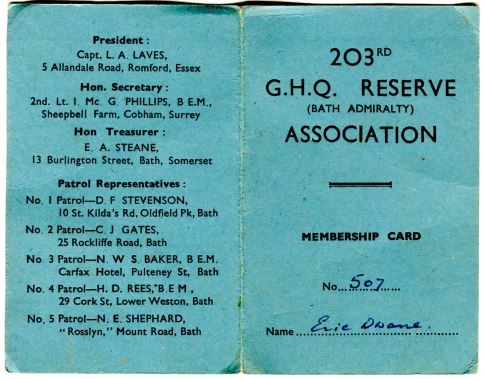 President :
Capt. L. A. LAVES,
5 Allandale Road, Romford, Essex
Hon. Secretary :
2nd. Lt. I. Mc. G. PHILLIPS, B E.M.,
Sheepbell Farm, Cobham, Surrey
Hon Treasurer :
E. A. STEANE,
13 Burlington Street, Bath, Somerset
Patrol Representatives :
No. 1 Patrol—D. F STEVENSON,
10 St. Kilda's Rd, Oldfield Pk, Bath
No. 2 Patrol—C. J GATES,
25 Rockliffe Road, Bath
No. 3 Patrol—N. W S. BAKER, B E M.
Carfax Hotel, Pulteney St, Bath
No. 4 Patrol—H. D. REES, B.E M,
29 Cork St, Lower Weston, Bath
No. 5 Patrol—N. E. SHEPHARD,
"Rosslyn," Mount Road, Bath
203RD
G.H.Q. RESERVE
(BATH ADMIRALTY)
ASSOCIATION
MEMBERSHIP CARD
No....507......
Name ... Eric Doane. ............